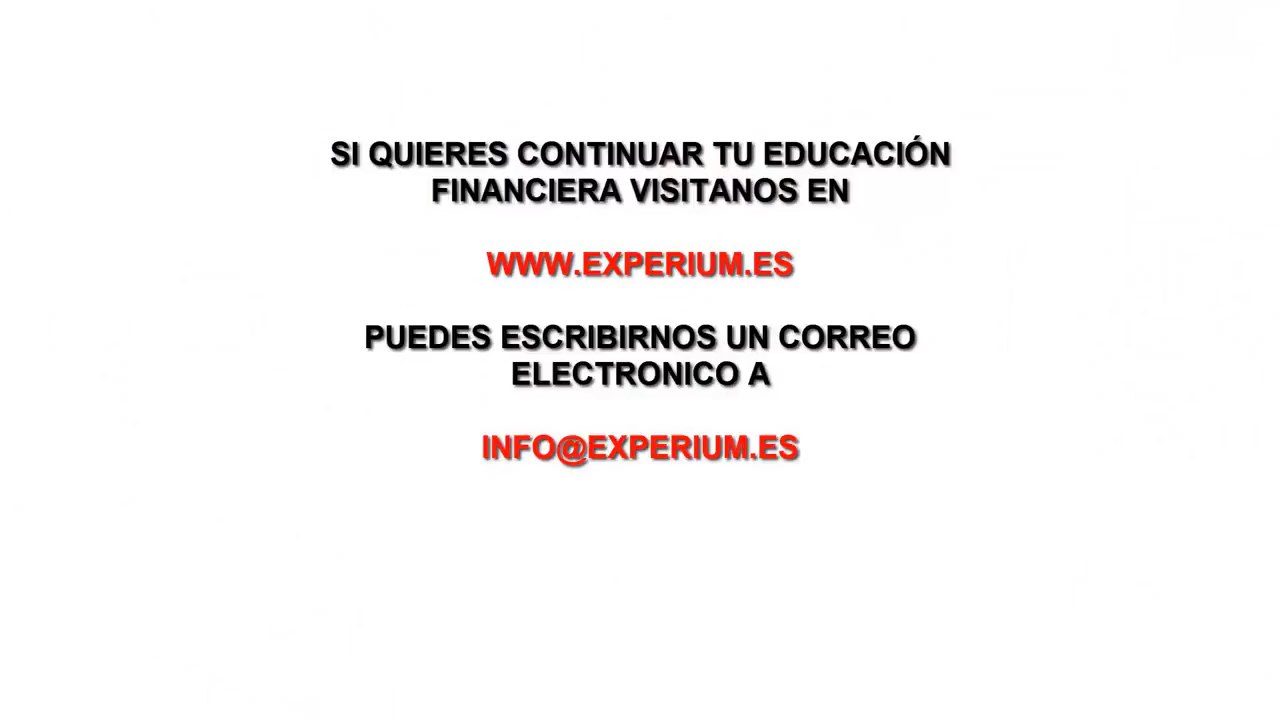 SI QUIERES CONTINUAR TU EDUCACIÓN
FINANCIERA VISITANOS EN
WWW.EXPERIUM.ES
PUEDES ESCRIBIRNOS UN CORREO
ELECTRONICO A
INFO@EXPERIUM.ES